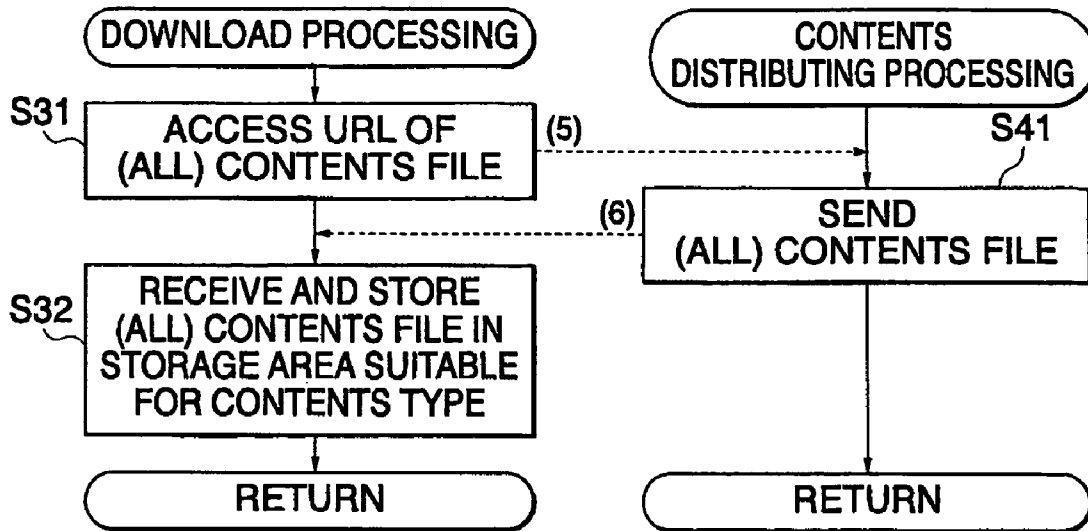 DOWNLOAD PROCESSING
S31
ACCESS URL OF
(ALL) CONTENTS FILE
(5)
(6)
S32
RECEIVE AND STORE
(ALL) CONTENTS FILE IN
STORAGE AREA SUITABLE
FOR CONTENTS TYPE
RETURN
CONTENTS
DISTRIBUTING PROCESSING
S41
SEND
(ALL) CONTENTS FILE
RETURN